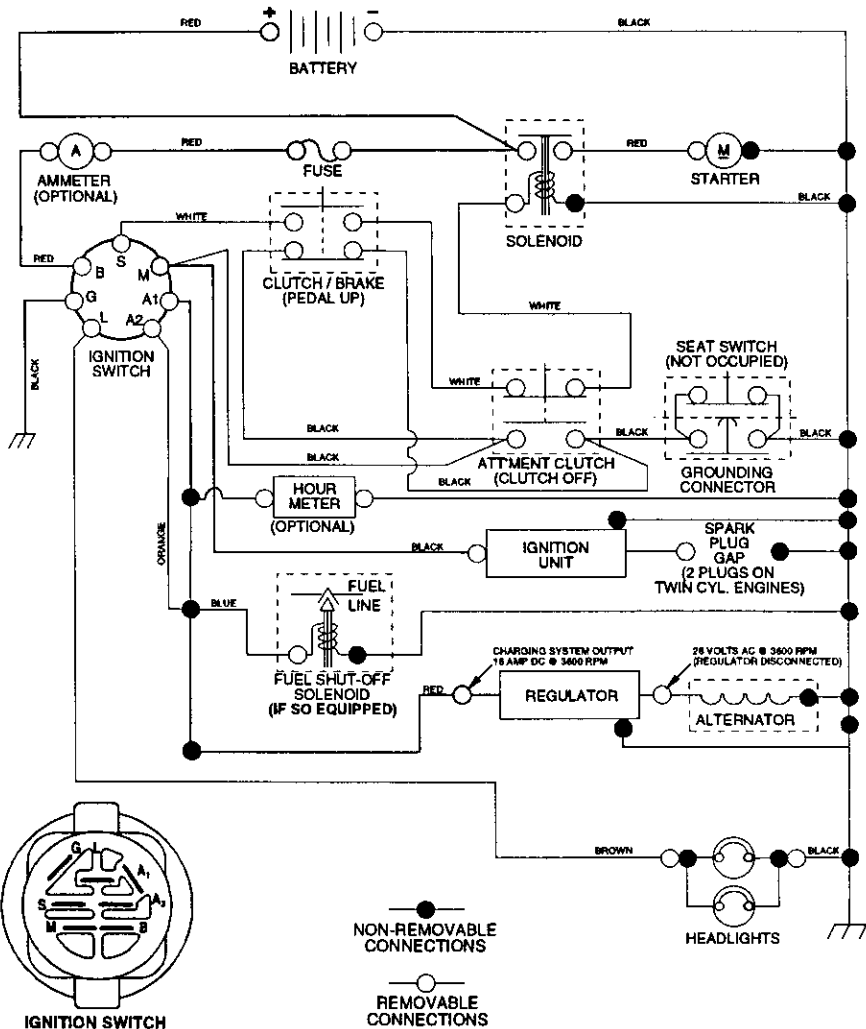 RED
+
-
BLACK
BATTERY
RED
A
AMMETER
(OPTIONAL)
FUSE
RED
M
STARTER
BLACK
SOLENOID
WHITE
RED
S
B
M
G
A1
L
A2
IGNITION
SWITCH
CLUTCH / BRAKE
(PEDAL UP)
WHITE
BLACK
SEAT SWITCH
(NOT OCCUPIED)
WHITE
BLACK
BLACK
BLACK
BLACK
BLACK
ATT'MENT CLUTCH
(CLUTCH OFF)
GROUNDING
CONNECTOR
HOUR
METER
(OPTIONAL)
ORANGE
BLACK
IGNITION
UNIT
SPARK
PLUG
GAP
(2 PLUGS ON
TWIN CYL. ENGINES)
BLUE
FUEL
LINE
FUEL SHUT-OFF
SOLENOID
(IF SO EQUIPPED)
CHARGING SYSTEM OUTPUT
16 AMP DC @ 3600 RPM
28 VOLTS AC @ 3600 RPM
(REGULATOR DISCONNECTED)
RED
REGULATOR
ALTERNATOR
BROWN
BLACK
HEADLIGHTS
G
L
A1
S
A2
M
B
IGNITION SWITCH
NON-REMOVABLE
CONNECTIONS
REMOVABLE
CONNECTIONS